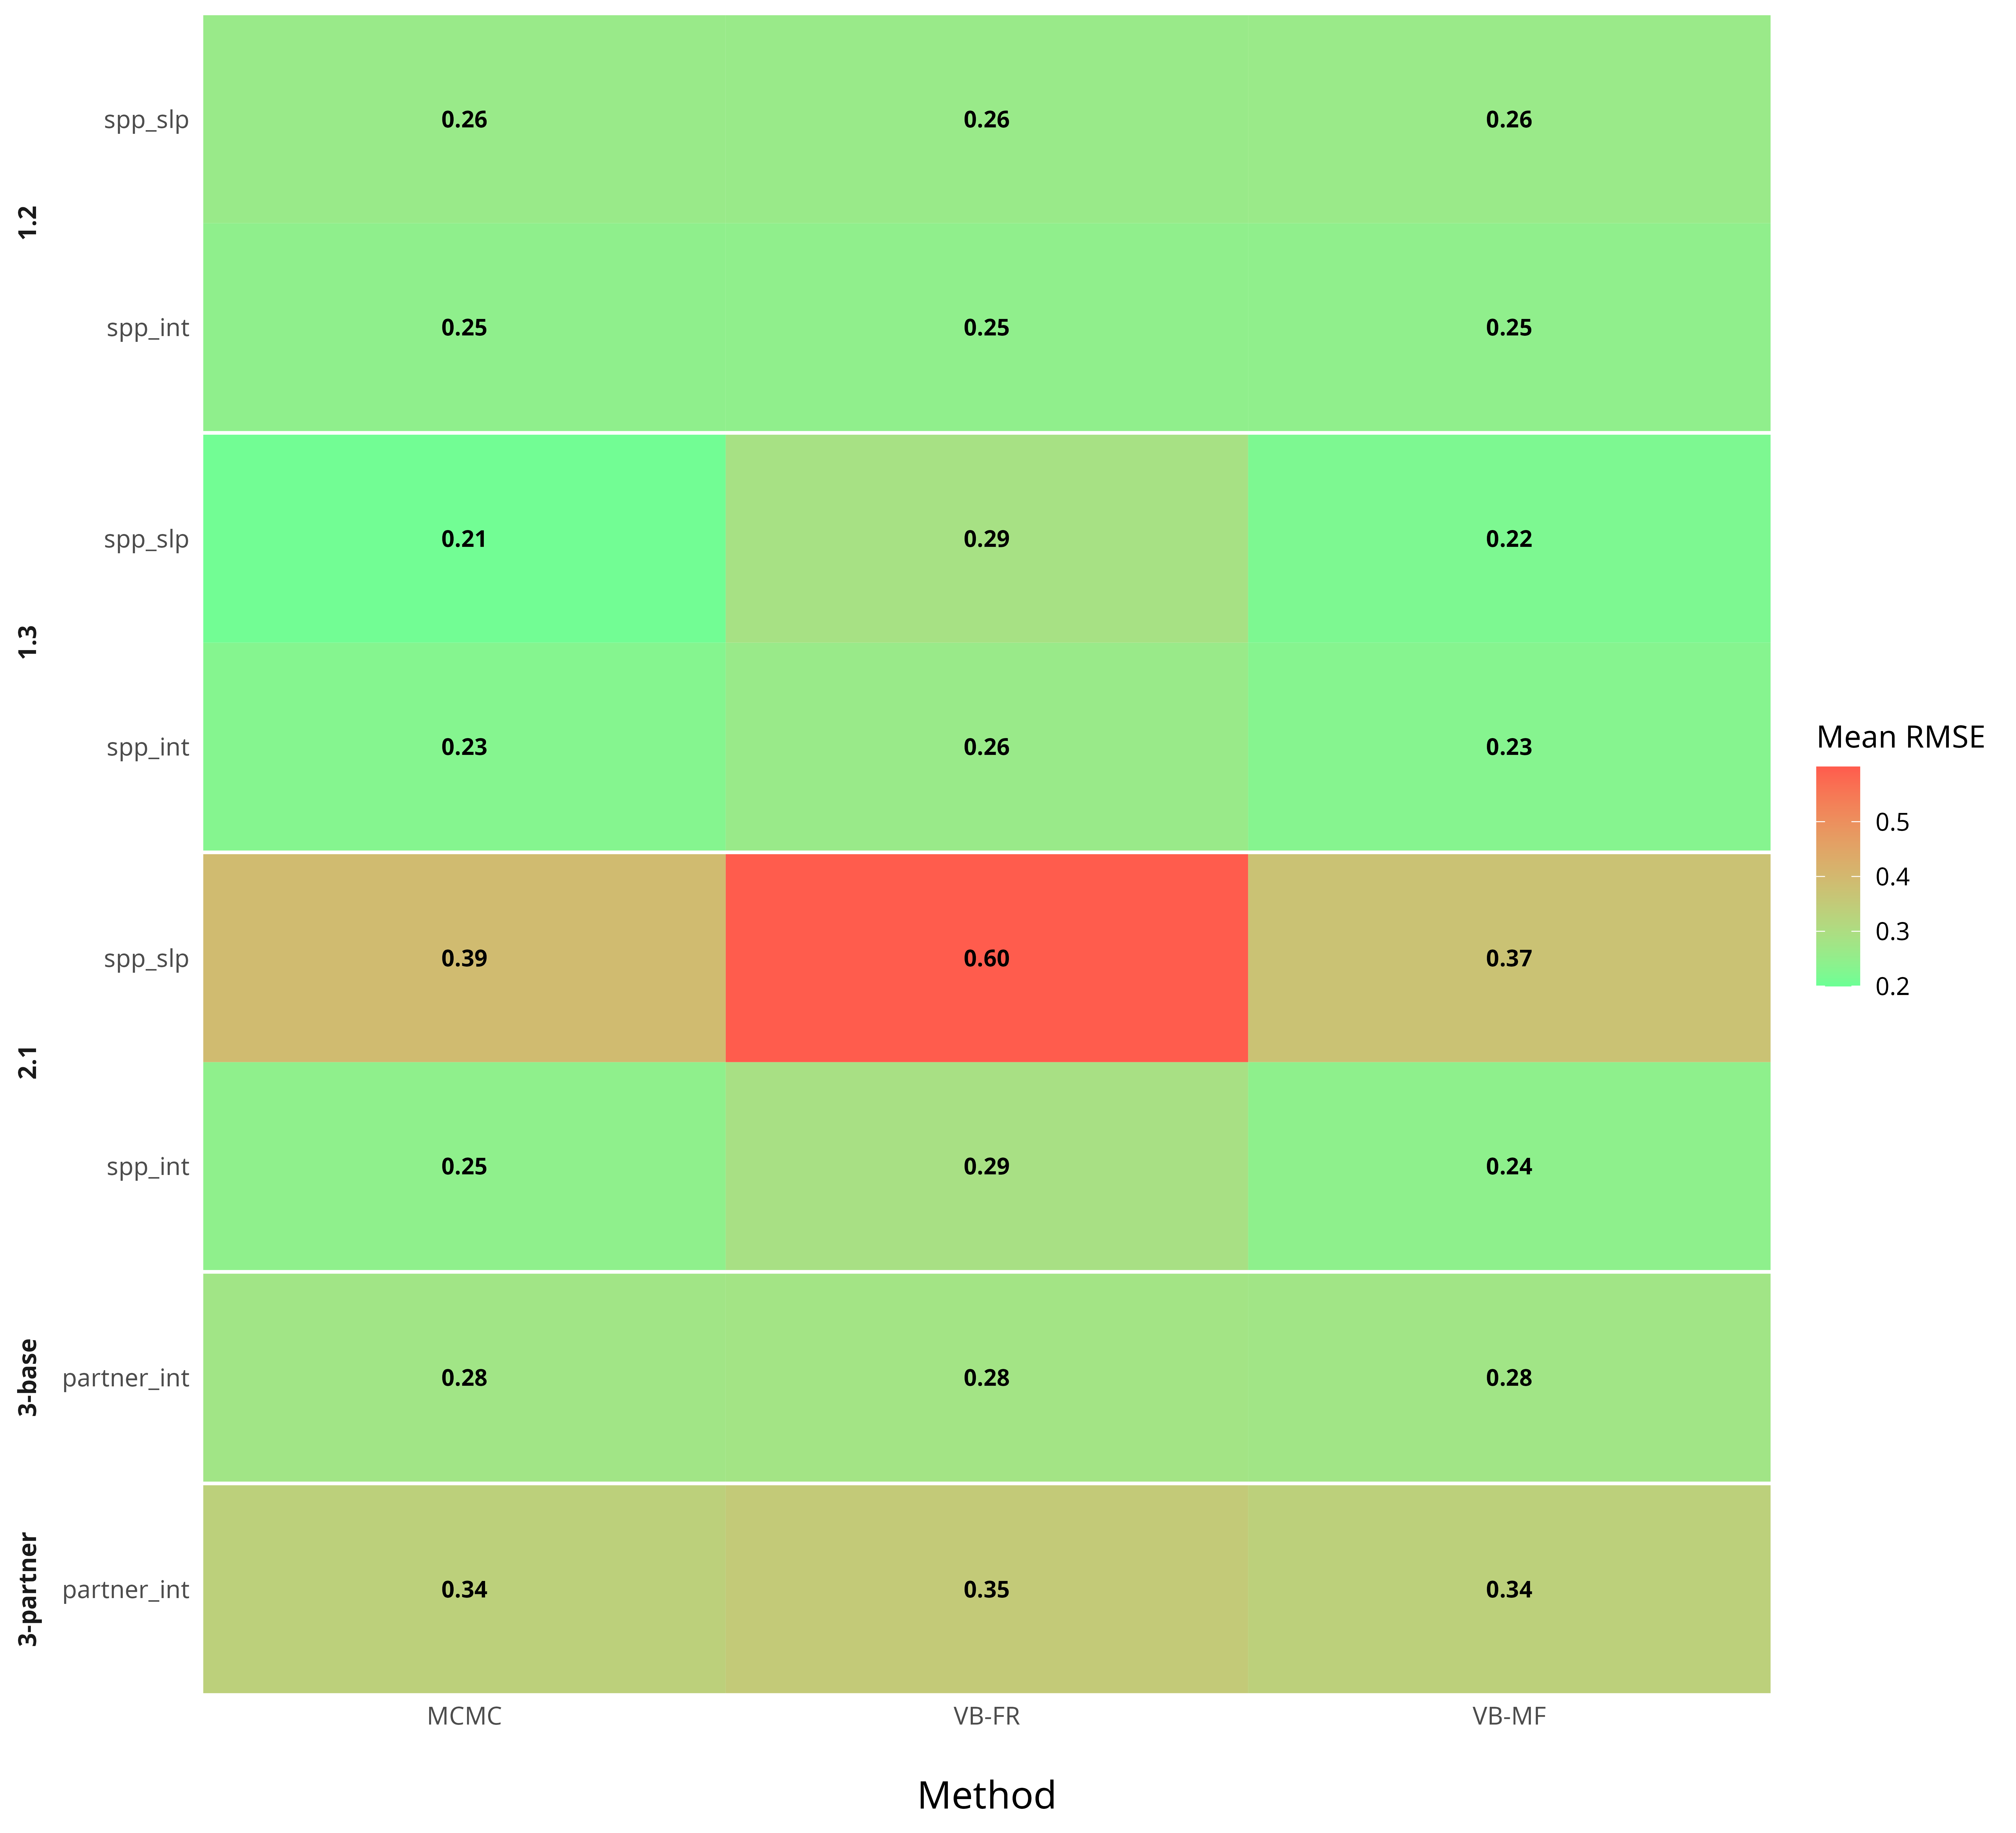 1.2
spp_slp 0.26 0.26 0.26
spp_int 0.25 0.25 0.25
1.3
spp_slp 0.21 0.29 0.22
spp_int 0.23 0.26 0.23
2.1
spp_slp 0.39 0.60 0.37
spp_int 0.25 0.29 0.24
3-base
partner_int 0.28 0.28 0.28
3-partner
partner_int 0.34 0.35 0.34
MCMC VB-FR VB-MF
Method
Mean RMSE
0.5
0.4
0.3
0.2